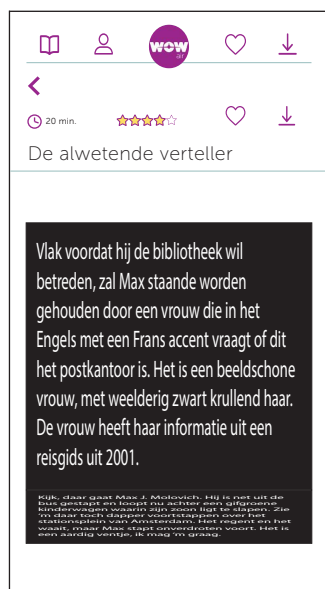 wow
art
20 min.
De alwetende verteller
Vlak voordat hij de bibliotheek wil
betreden, zal Max staande worden
gehouden door een vrouw die in het
Engels met een Frans accent vraagt of dit
het postkantoor is. Het is een beeldschone
vrouw, met weelderig zwart krullend haar.
De vrouw heeft haar informatie uit een
reisgids uit 2001.
Kijk, daar gaat Max J. Molovich. Hij is net uit de
bus gestapt en loopt nu achter een gifgroene
kinderwagen waarin zijn zoon ligt te slapen. Zie
'm daar toch dapper voortstappen over het
stationsplein van Amsterdam. Het regent en het
waait, maar Max stapt onverdroten voort. Het is
een aardig ventje, ik mag 'm graag.